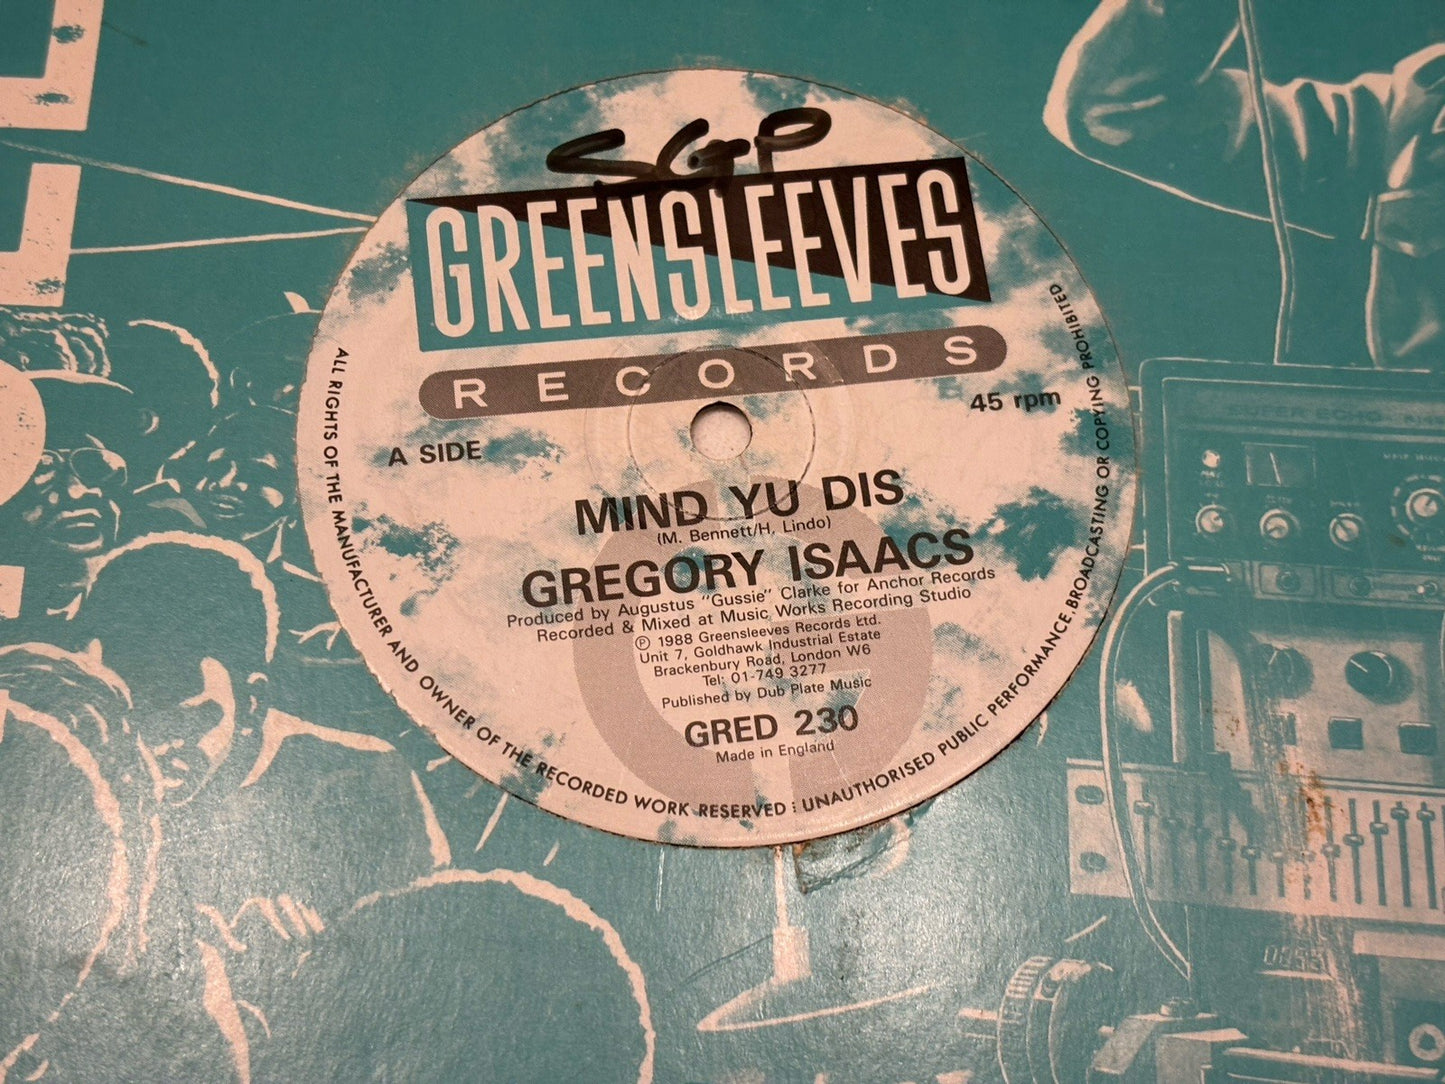 SGP
GREENSLEEVES
RECORDS
45 rpm
A SIDE
MIND YU DIS
(M. Bennett/H. Lindo)
GREGORY ISAACS
Produced by Augustus "Gussie" Clarke for Anchor Records
Recorded & Mixed at Music Works Recording Studio
℗ 1988 Greensleeves Records Ltd.
Unit 7, Goldhawk Industrial Estate
Brackenbury Road, London W6
Tel: 01-749 3277
Published by Dub Plate Music
GRED 230
Made in England
ALL RIGHTS OF THE MANUFACTURER AND OWNER OF THE RECORDED WORK RESERVED : UNAUTHORISED PUBLIC PERFORMANCE, BROADCASTING OR COPYING PROHIBITED
SUPER ECHO